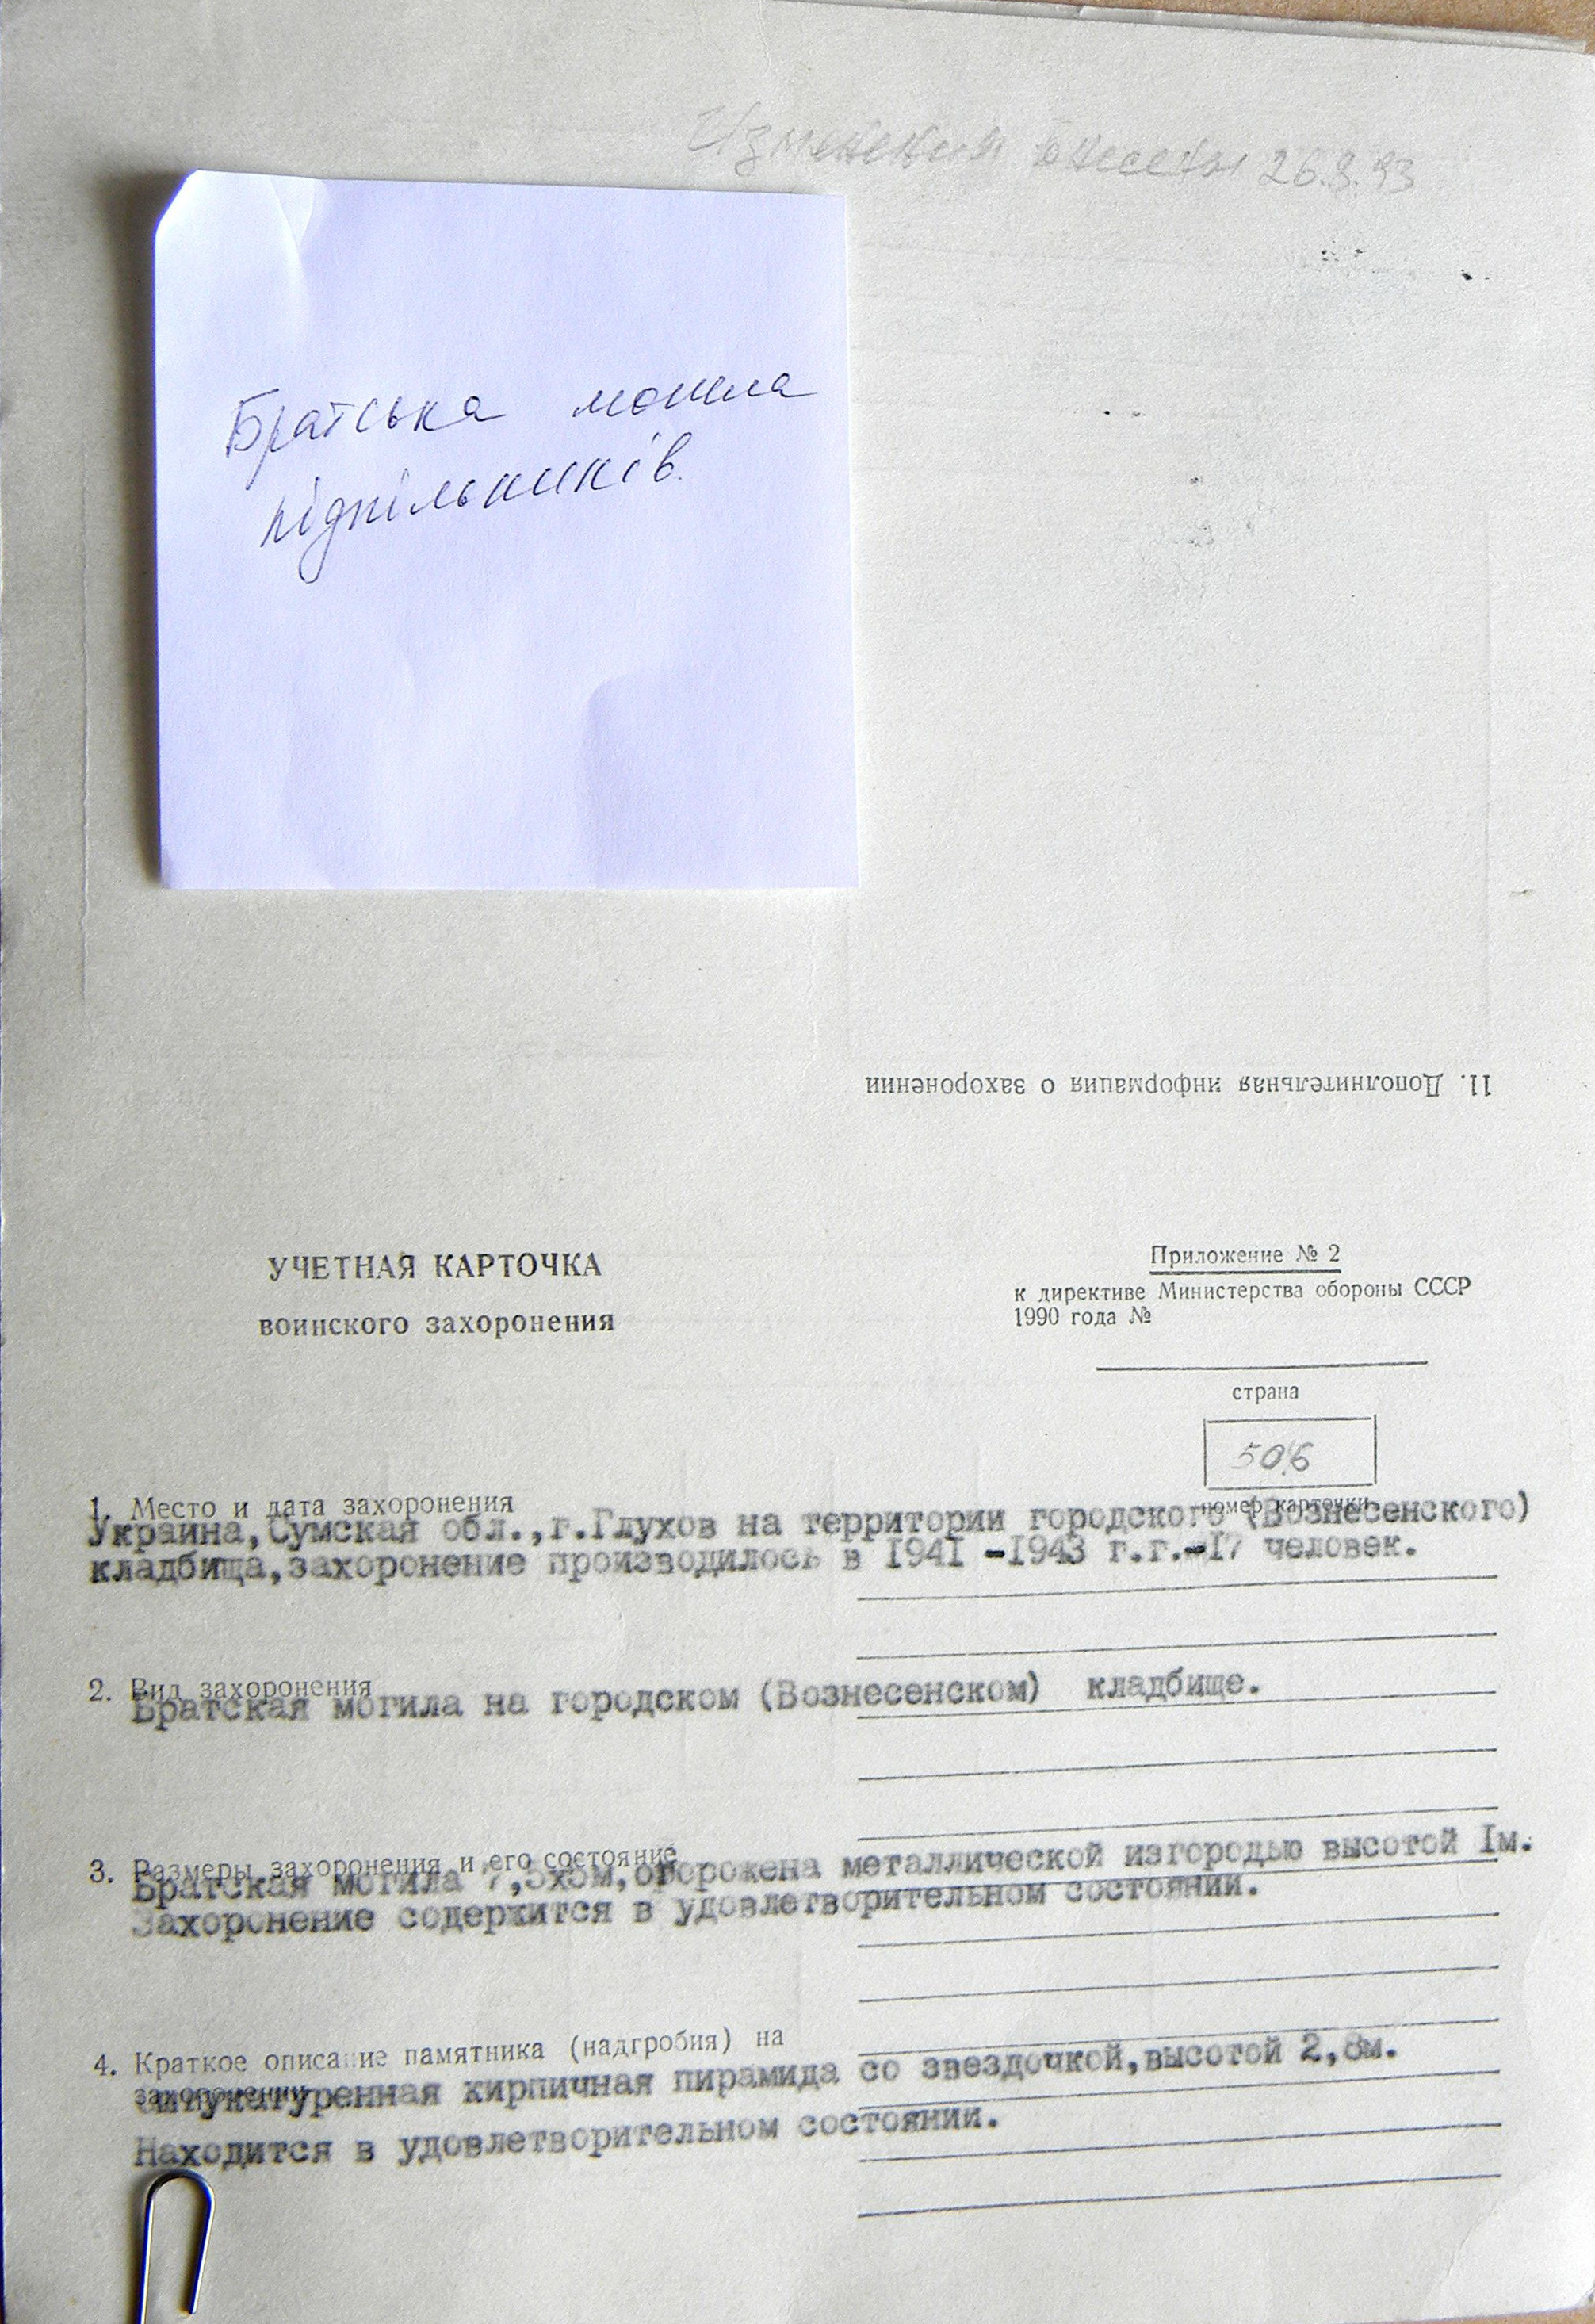 Изменения внесены 26.9.93
Братська могила
підпільників.
11. Дополнительная информация о захоронении
УЧЕТНАЯ КАРТОЧКА
воинского захоронения
Приложение № 2
к директиве Министерства обороны СССР
1990 года №
страна
506
номер карточки
1. Место и дата захоронения
Украина,Сумская обл.,г.Глухов на территории городского (Вознесенского)
кладбища,захоронение производилось в 1941 -1943 г.г.-17 человек.
2. Вид захоронения
Братская могила на городском (Вознесенском) кладбище.
3. Размеры захоронения и его состояние
Братская могила 7,5х5м,огорожена металлической изгородью высотой Iм.
Захоронение содержится в удовлетворительном состоянии.
4. Краткое описание памятника (надгробия) на
захоронении
Оштукатуренная кирпичная пирамида со звездочкой,высотой 2,8м.
Находится в удовлетворительном состоянии.